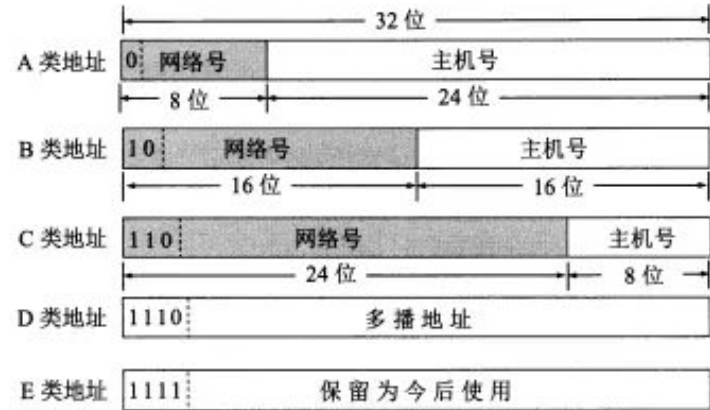 32 位
A 类地址 0 网络号 主机号
8 位 24 位
B 类地址 10 网络号 主机号
16 位 16 位
C 类地址 110 网络号 主机号
24 位 8 位
D 类地址 1110 多播地址
E 类地址 1111 保留为今后使用